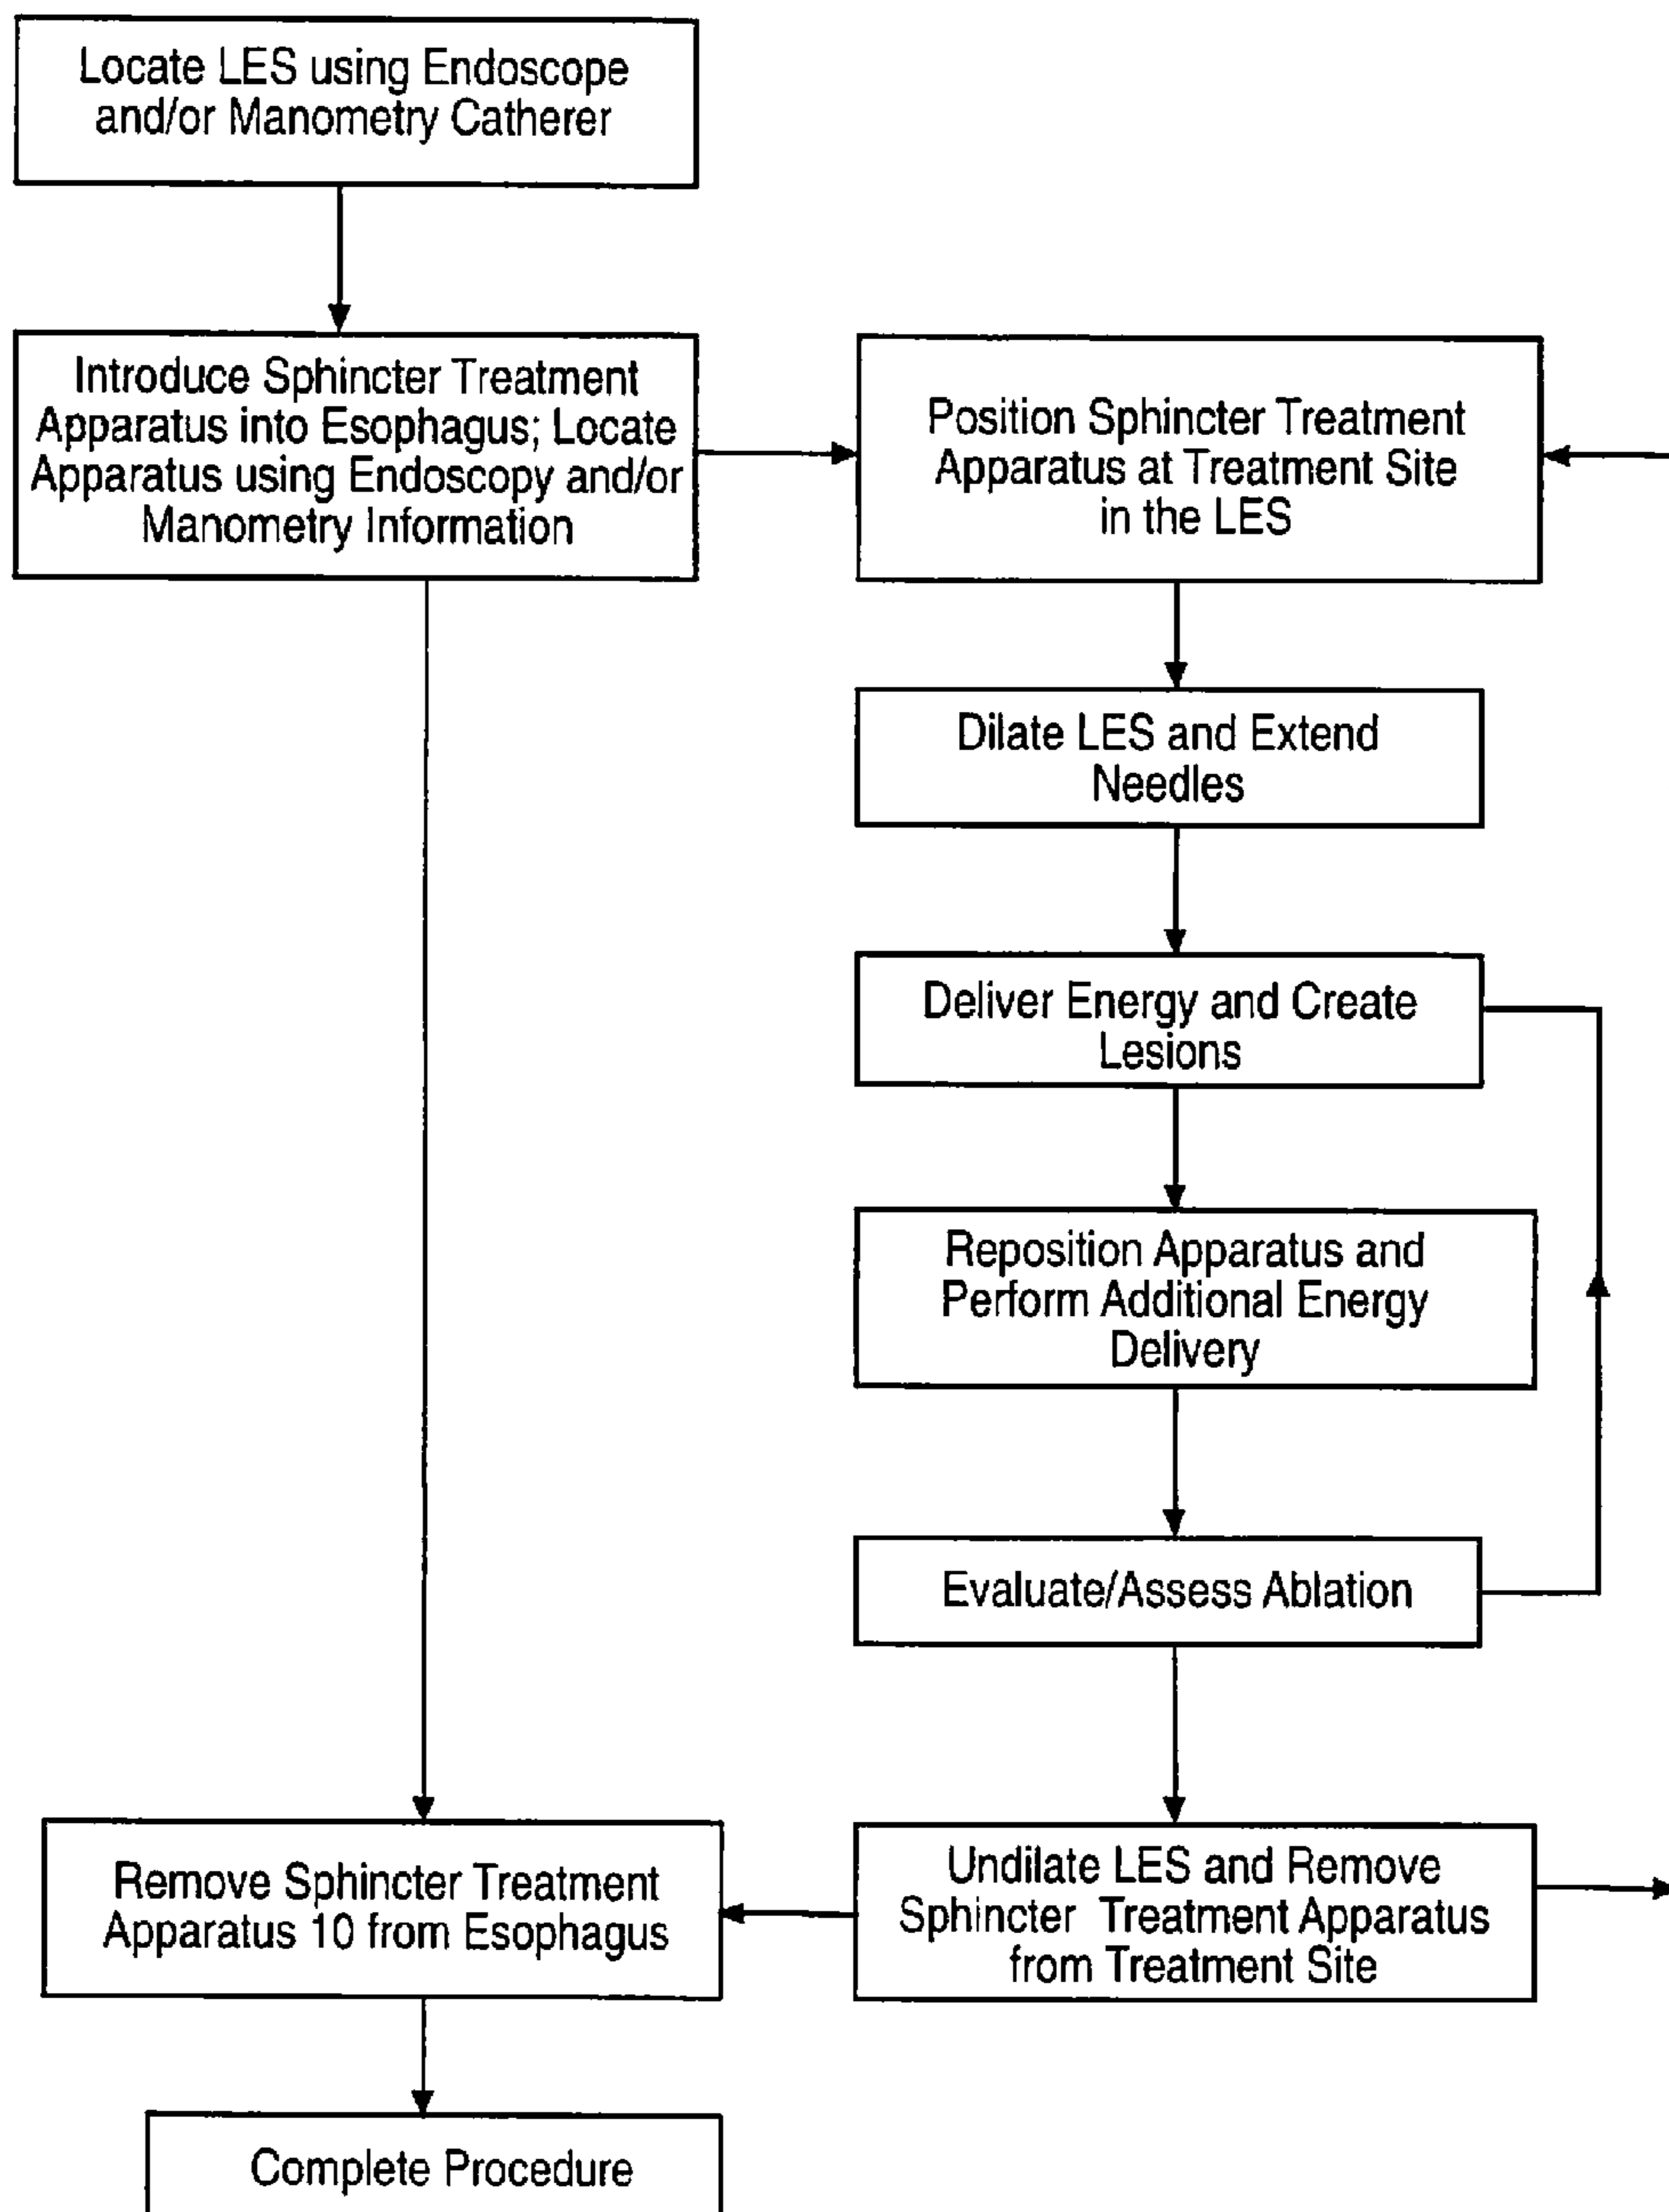 Locate LES using Endoscope
and/or Manometry Catherer
Introduce Sphincter Treatment
Apparatus into Esophagus; Locate
Apparatus using Endoscopy and/or
Manometry Information
Position Sphincter Treatment
Apparatus at Treatment Site
in the LES
Dilate LES and Extend
Needles
Deliver Energy and Create
Lesions
Reposition Apparatus and
Perform Additional Energy
Delivery
Evaluate/Assess Ablation
Undilate LES and Remove
Sphincter Treatment Apparatus
from Treatment Site
Remove Sphincter Treatment
Apparatus 10 from Esophagus
Complete Procedure